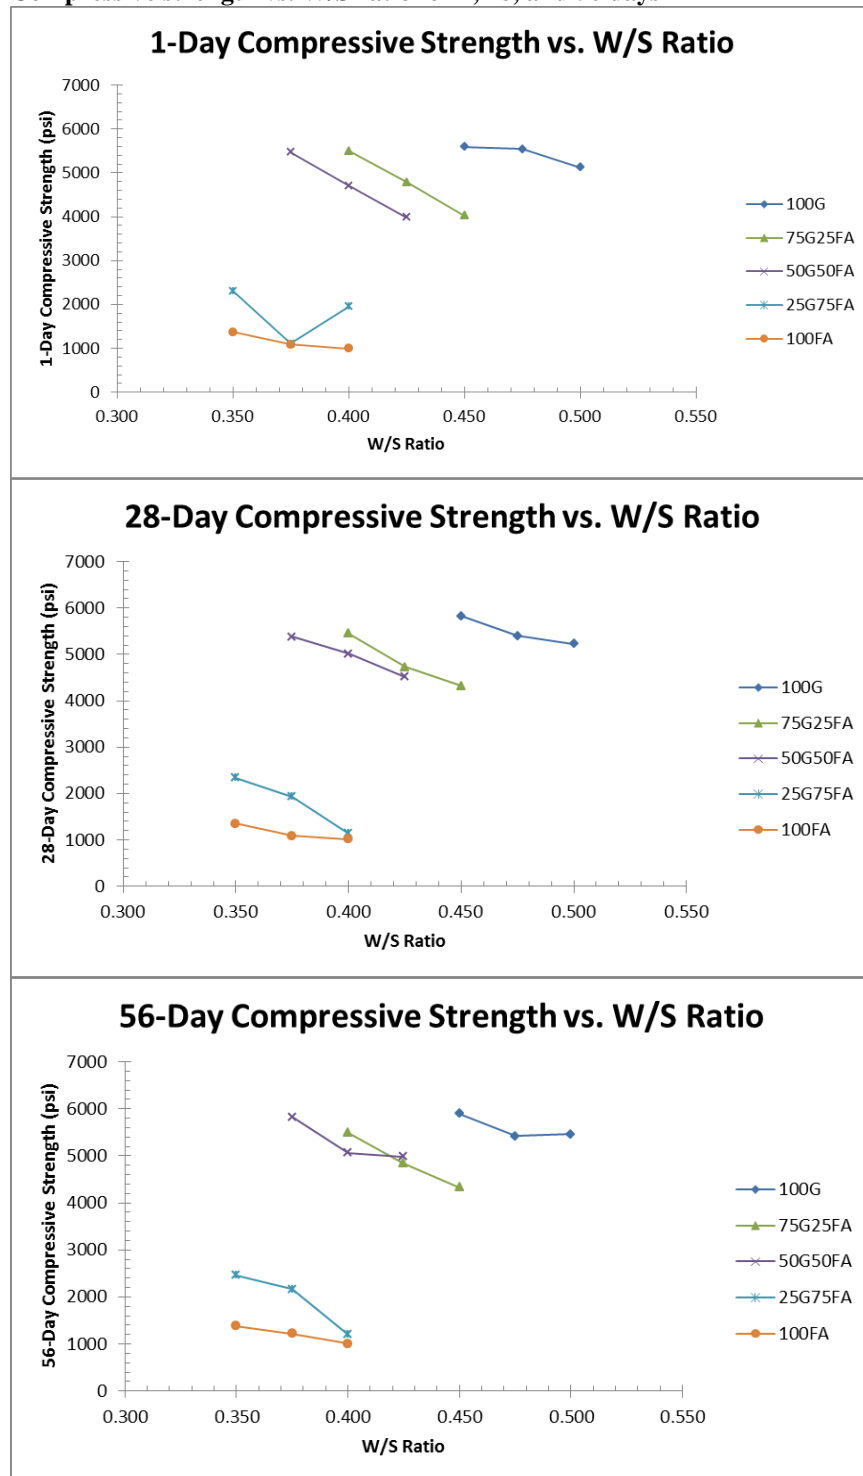 1-Day Compressive Strength vs. W/S Ratio
7000
6000
5000
4000
3000
2000
1000
0
1-Day Compressive Strength (psi)
0.300 0.350 0.400 0.450 0.500 0.550
W/S Ratio
100G
75G25FA
50G50FA
25G75FA
100FA
28-Day Compressive Strength vs. W/S Ratio
7000
6000
5000
4000
3000
2000
1000
0
28-Day Compressive Strength (psi)
0.300 0.350 0.400 0.450 0.500 0.550
W/S Ratio
100G
75G25FA
50G50FA
25G75FA
100FA
56-Day Compressive Strength vs. W/S Ratio
7000
6000
5000
4000
3000
2000
1000
0
56-Day Compressive Strength (psi)
0.300 0.350 0.400 0.450 0.500 0.550
W/S Ratio
100G
75G25FA
50G50FA
25G75FA
100FA